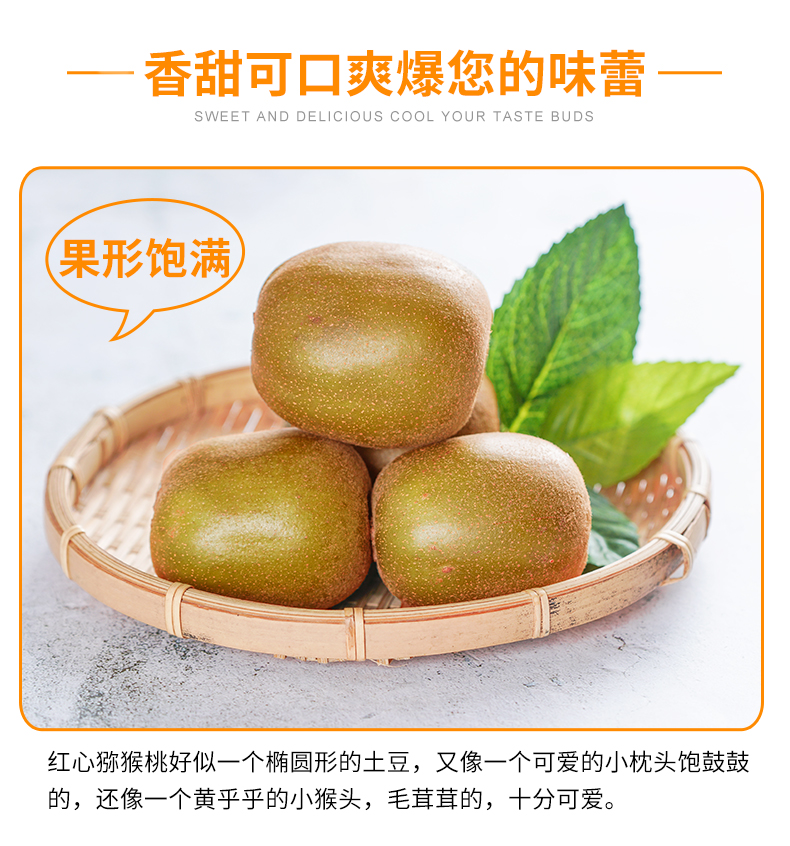 香甜可口爽爆您的味蕾
SWEET AND DELICIOUS COOL YOUR TASTE BUDS
果形饱满
红心猕猴桃好似一个椭圆形的土豆，又像一个可爱的小枕头饱鼓鼓
的，还像一个黄乎乎的小猴头，毛茸茸的，十分可爱。